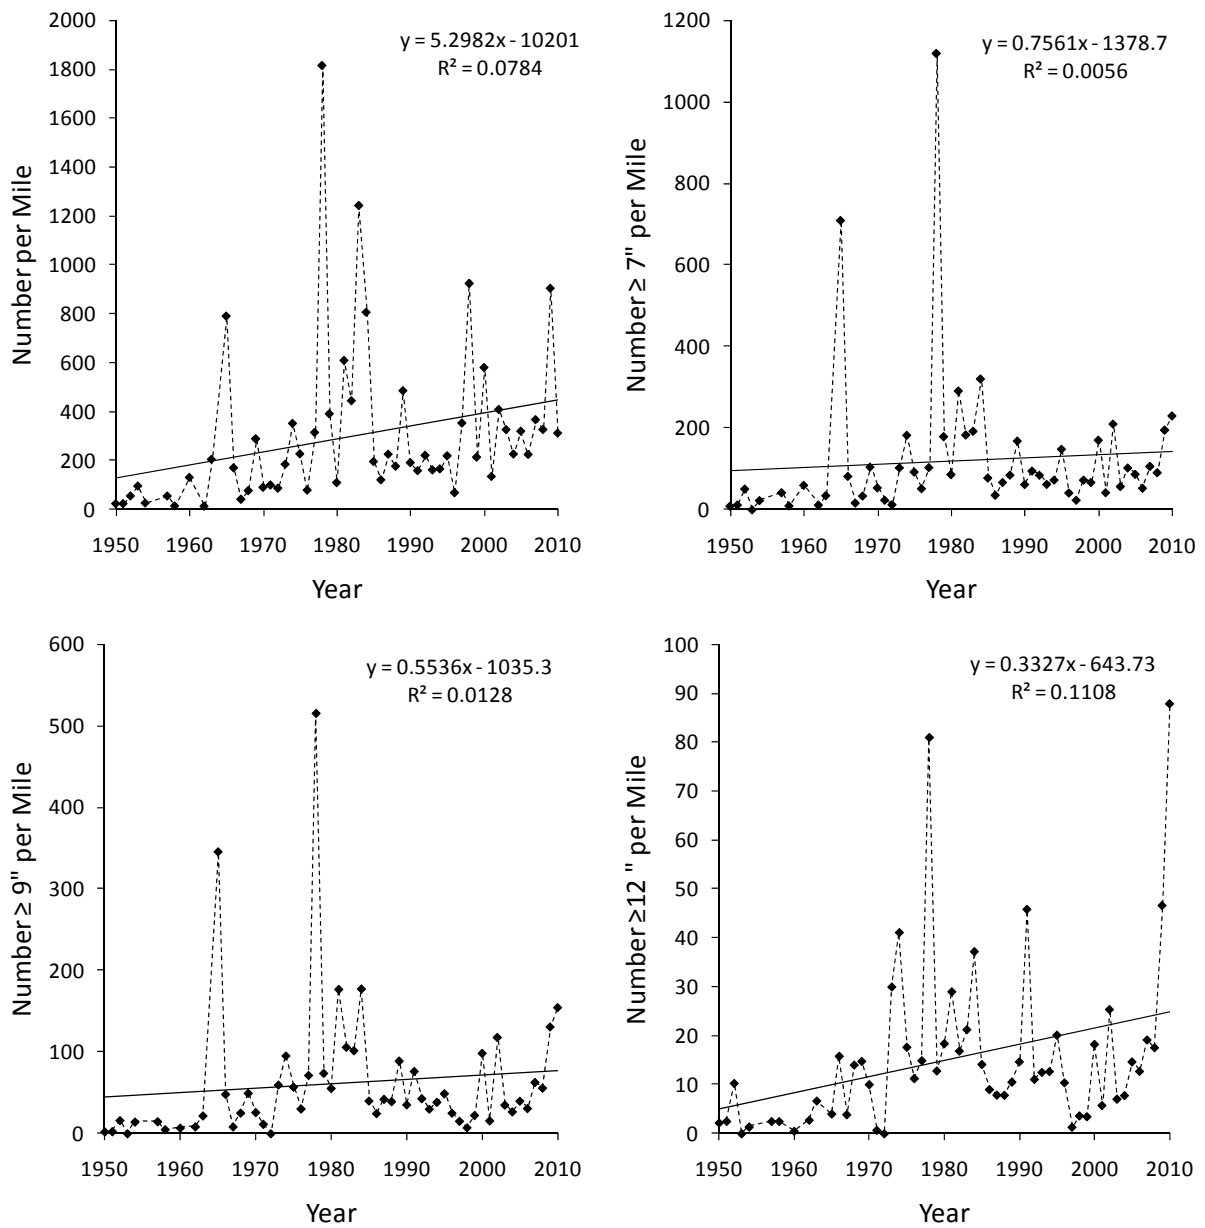 y = 5.2982x - 10201
R² = 0.0784
2000
1800
1600
1400
1200
1000
800
600
400
200
0
Number per Mile
1950 1960 1970 1980 1990 2000 2010
Year
y = 0.7561x - 1378.7
R² = 0.0056
1200
1000
800
600
400
200
0
Number ≥ 7" per Mile
1950 1960 1970 1980 1990 2000 2010
Year
y = 0.5536x - 1035.3
R² = 0.0128
600
500
400
300
200
100
0
Number ≥ 9" per Mile
1950 1960 1970 1980 1990 2000 2010
Year
y = 0.3327x - 643.73
R² = 0.1108
100
90
80
70
60
50
40
30
20
10
0
Number ≥12 " per Mile
1950 1960 1970 1980 1990 2000 2010
Year